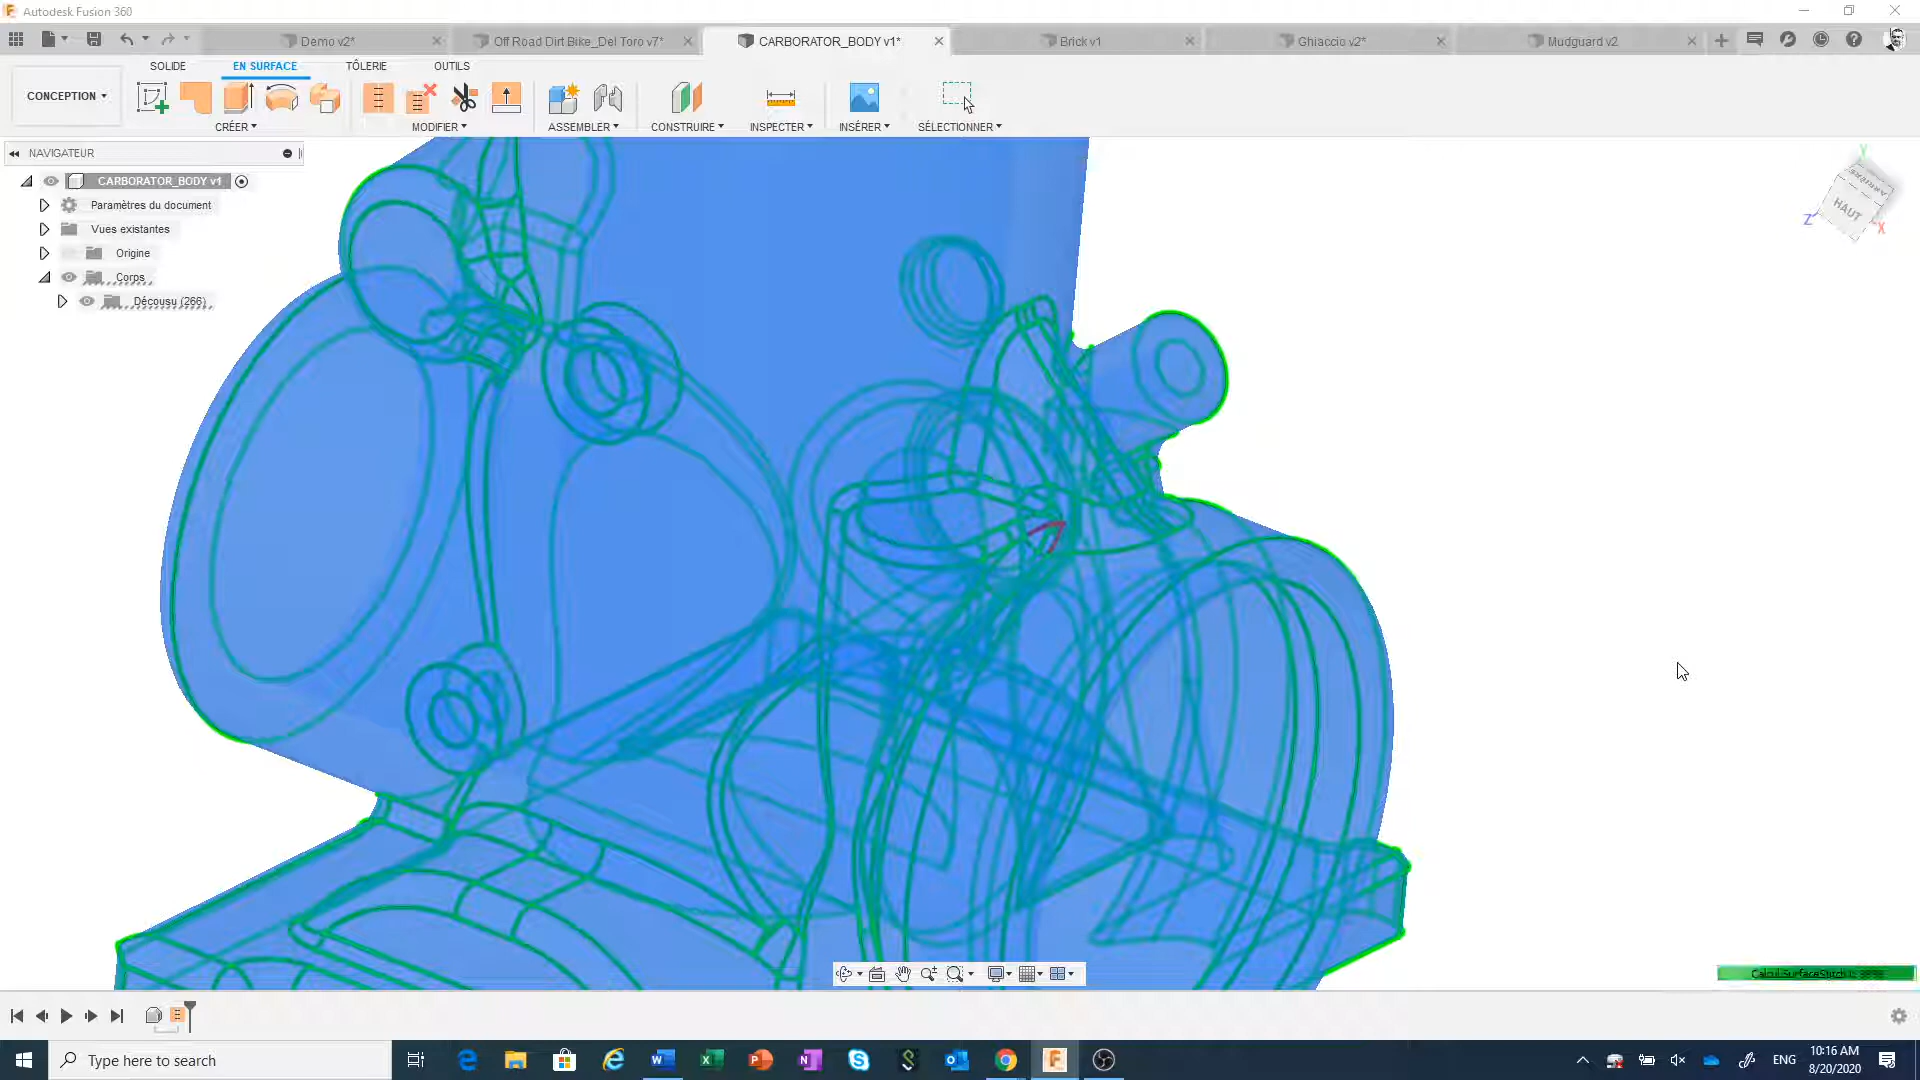 Autodesk Fusion 360
Demo v2*
Off Road Dirt Bike_Del Toro v7*
CARBORATOR_BODY v1*
Brick v1
Ghiaccio v2*
Mudguard v2
SOLIDE
EN SURFACE
TÔLERIE
OUTILS
CONCEPTION
CRÉER
MODIFIER
ASSEMBLER
CONSTRUIRE
INSPECTER
INSÉRER
SÉLECTIONNER
NAVIGATEUR
CARBORATOR_BODY v1
Paramètres du document
Vues existantes
Origine
Corps
Décousu (266)
Y
HAUT
Z
X
Type here to search
ENG
10:16 AM
8/20/2020